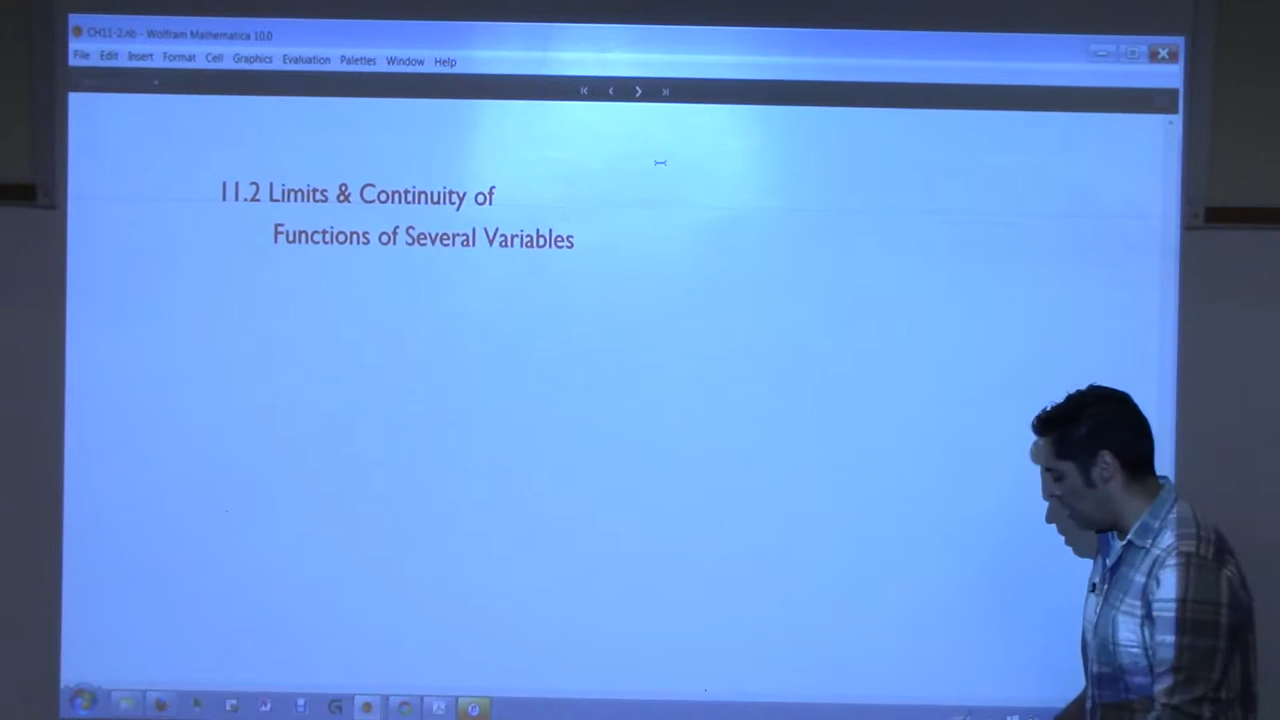 CH11-2.nb - Wolfram Mathematica 10.0
File Edit Insert Format Cell Graphics Evaluation Palettes Window Help
11.2 Limits & Continuity of
Functions of Several Variables